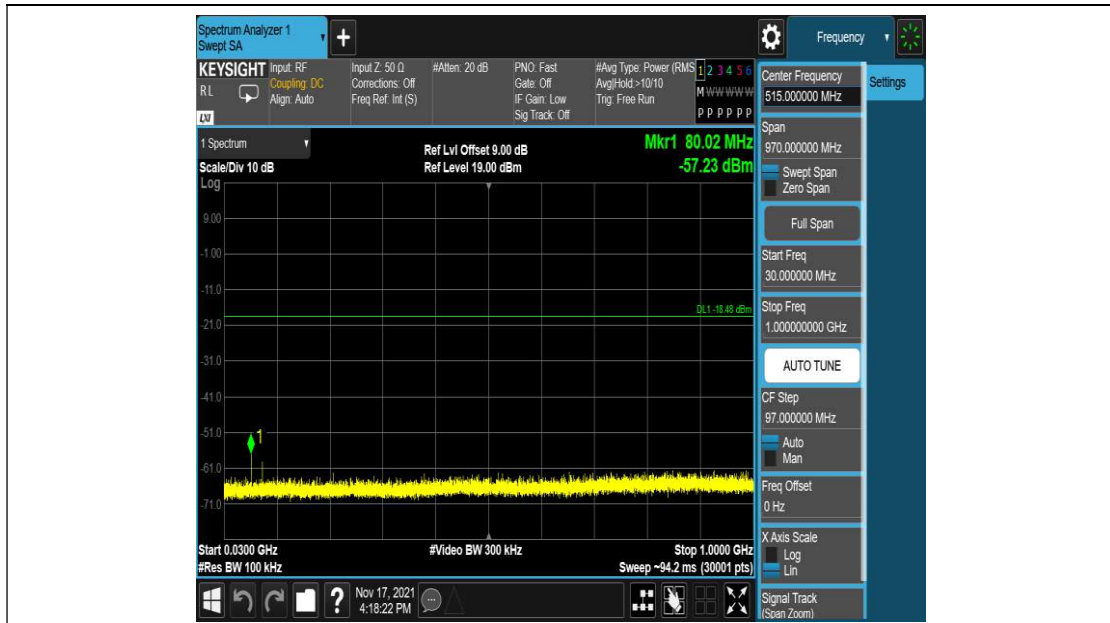 Spectrum Analyzer 1
Swept SA
+
Frequency
KEYSIGHT
RL
LXI
Input: RF
Coupling: DC
Align: Auto
Input Z: 50 Ω
Corrections: Off
Freq Ref: Int (S)
#Atten: 20 dB
PNO: Fast
Gate: Off
IF Gain: Low
Sig Track: Off
#Avg Type: Power (RMS
Avg|Hold:>10/10
Trig: Free Run
1 2 3 4 5 6
M W W W W W
P P P P P P
1 Spectrum
Scale/Div 10 dB
Ref Lvl Offset 9.00 dB
Ref Level 19.00 dBm
Mkr1 80.02 MHz
-57.23 dBm
Log
9.00
-1.00
-11.0
DL1 -18.48 dBm
-21.0
-31.0
-41.0
-51.0
1
-61.0
-71.0
Start 0.0300 GHz
#Video BW 300 kHz
Stop 1.0000 GHz
#Res BW 100 kHz
Sweep ~94.2 ms (30001 pts)
?
Nov 17, 2021
4:18:22 PM
Center Frequency
515.000000 MHz
Settings
Span
970.000000 MHz
Swept Span
Zero Span
Full Span
Start Freq
30.000000 MHz
Stop Freq
1.000000000 GHz
AUTO TUNE
CF Step
97.000000 MHz
Auto
Man
Freq Offset
0 Hz
X Axis Scale
Log
Lin
Signal Track
(Span Zoom)